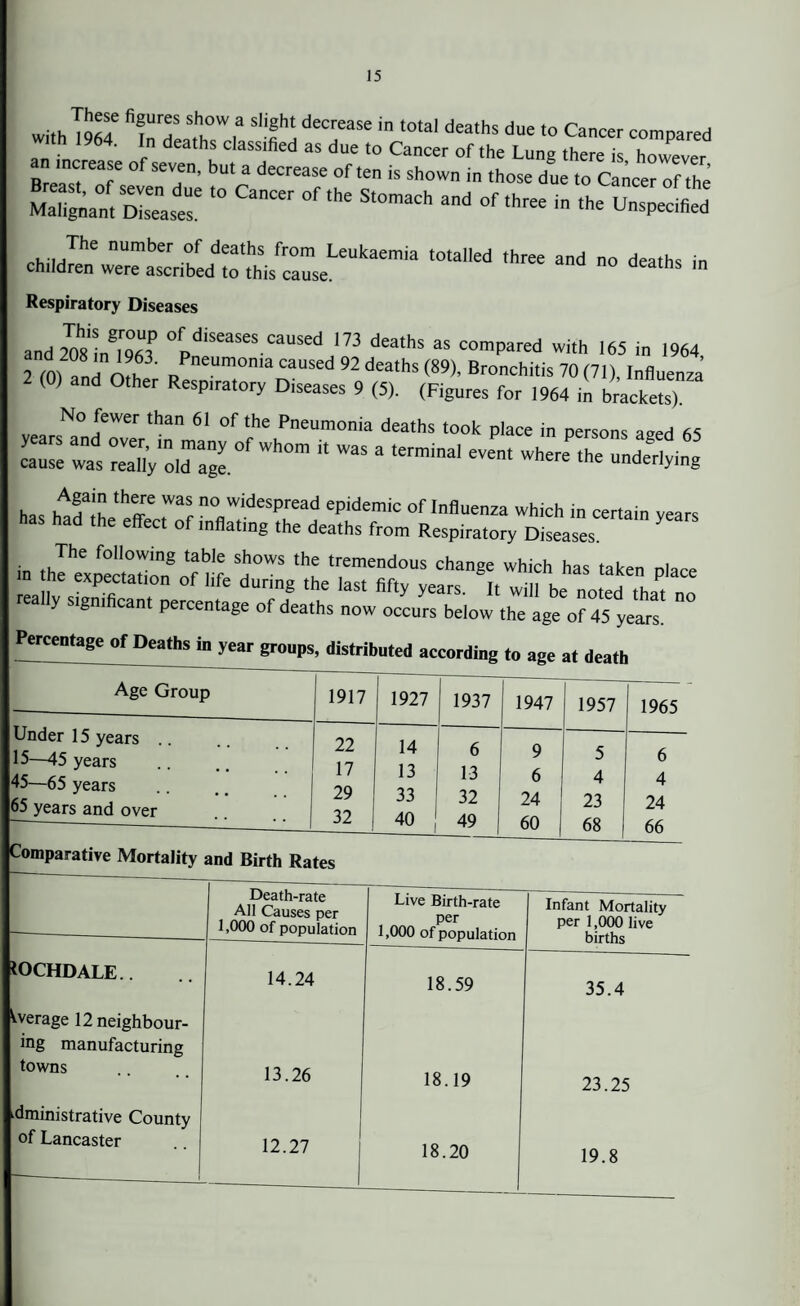 15
These figures show a slight decrease in total deaths due to Cancer compared
with 1964. In deaths classified as due to Cancer of the Lung there is, however,
an increase of seven, but a decrease of ten is shown in those due to Cancer of the
Breast, of seven due to Cancer of the Stomach and of three in the Unspecified
Malignant Diseases.
The number of deaths from Leukaemia totalled three and no deaths in
children were ascribed to this cause.
Respiratory Diseases
This group of diseases caused 173 deaths as compared with 165 in 1964
and 208 in 1963. Pneumonia caused 92 deaths (89), Bronchitis 70 (71), Influenza
2 (0) and Other Respiratory Diseases 9 (5). (Figures for 1964 in brackets).
No fewer than 61 of the Pneumonia deaths took place in persons aged 65
years and over, in many of whom it was a terminal event where the underlying
cause was really old age.
Again there was no widespread epidemic of Influenza which in certain years
has had the effect of inflating the deaths from Respiratory Diseases.
The following table shows the tremendous change which has taken place
in the expectation of life during the last fifty years. It will be noted that no
really significant percentage of deaths now occurs below the age of 45 years.
Percentage of Deaths in year groups, distributed according to age at death
Age Group 1917 1927 1937 1947 1957 1965
Under 15 years .. .. .. 22 14 6 9 5 6
15—45 years .. .. .. 17 13 13 6 4 4
45—65 years .. .. .. 29 33 32 24 23 24
65 years and over .. .. 32 40 49 60 68 66
Comparative Mortality and Birth Rates
Death-rate All Causes per 1,000 of population
Live Birth-rate per 1,000 of population
Infant Mortality per 1,000 live births
ROCHDALE.. .. 14.24 18.59 35.4
Average 12 neighbour-
ing manufacturing
towns .. .. 13.26 18.19 23.25
Administrative County
of Lancaster .. 12.27 18.20 19.8